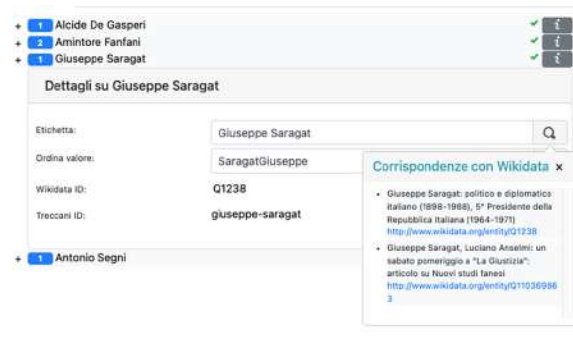 + 1 Alcide De Gasperi
+ 2 Amintore Fanfani
+ 1 Giuseppe Saragat
Dettagli su Giuseppe Saragat
Etichetta: Giuseppe Saragat
Ordina valore: SaragatGiuseppe
Wikidata ID: Q1238
Treccani ID: giuseppe-saragat
Corrispondenze con Wikidata ×
• Giuseppe Saragat: politico e diplomatico
italiano (1898-1988), 5° Presidente della
Repubblica Italiana (1964-1971)
http://www.wikidata.org/entity/Q1238
• Giuseppe Saragat, Luciano Anselmi: un
sabato pomeriggio a "La Giustizia":
articolo su Nuovi studi fanesi
http://www.wikidata.org/entity/Q11036996
3
+ 1 Antonio Segni